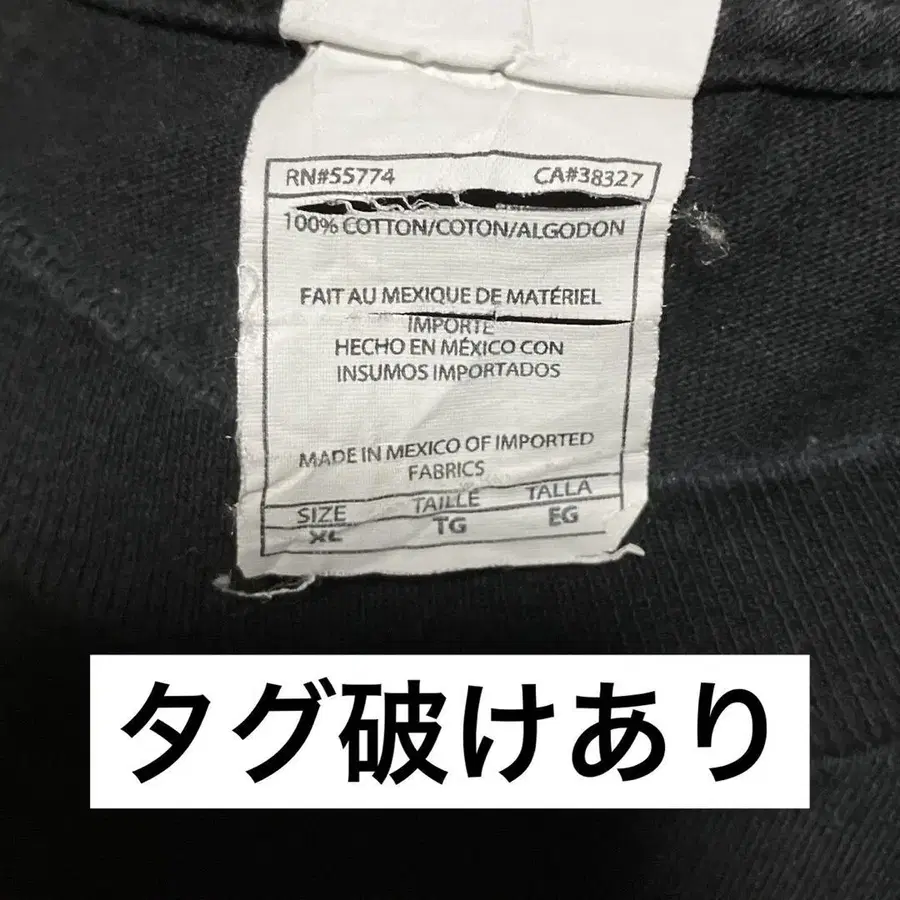 RN#55774 CA#38327
100% COTTON/COTON/ALGODON
FAIT AU MEXIQUE DE MATÉRIEL
IMPORTE
HECHO EN MÉXICO CON
INSUMOS IMPORTADOS
MADE IN MEXICO OF IMPORTED
FABRICS
SIZE TAILLE TALLA
XL TG EG
タグ破けあり